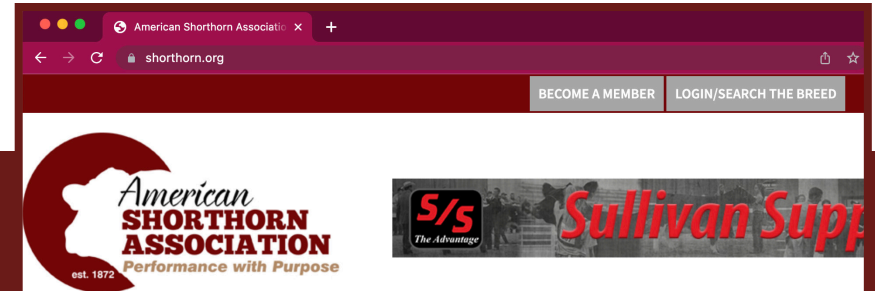 American Shorthorn Associatio
shorthorn.org
BECOME A MEMBER
LOGIN/SEARCH THE BREED
American
SHORTHORN
ASSOCIATION
est. 1872
Performance with Purpose
S/S
The Advantage
Sullivan Supp